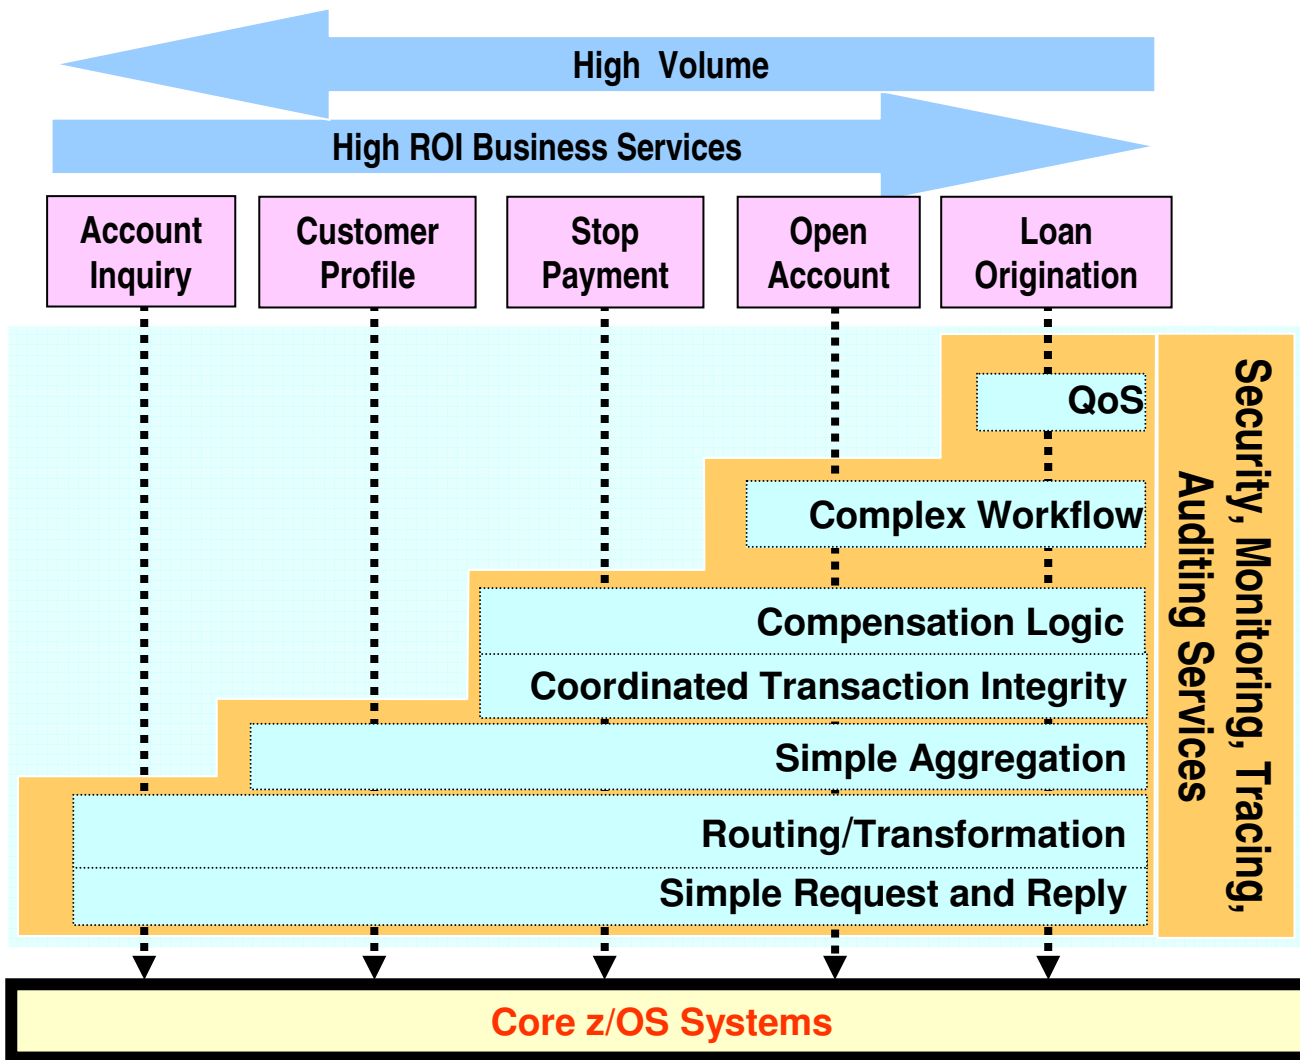 High Volume
High ROI Business Services
Account
Inquiry
Customer
Profile
Stop
Payment
Open
Account
Loan
Origination
QoS
Complex Workflow
Compensation Logic
Coordinated Transaction Integrity
Simple Aggregation
Routing/Transformation
Simple Request and Reply
Security, Monitoring, Tracing,
Auditing Services
Core z/OS Systems